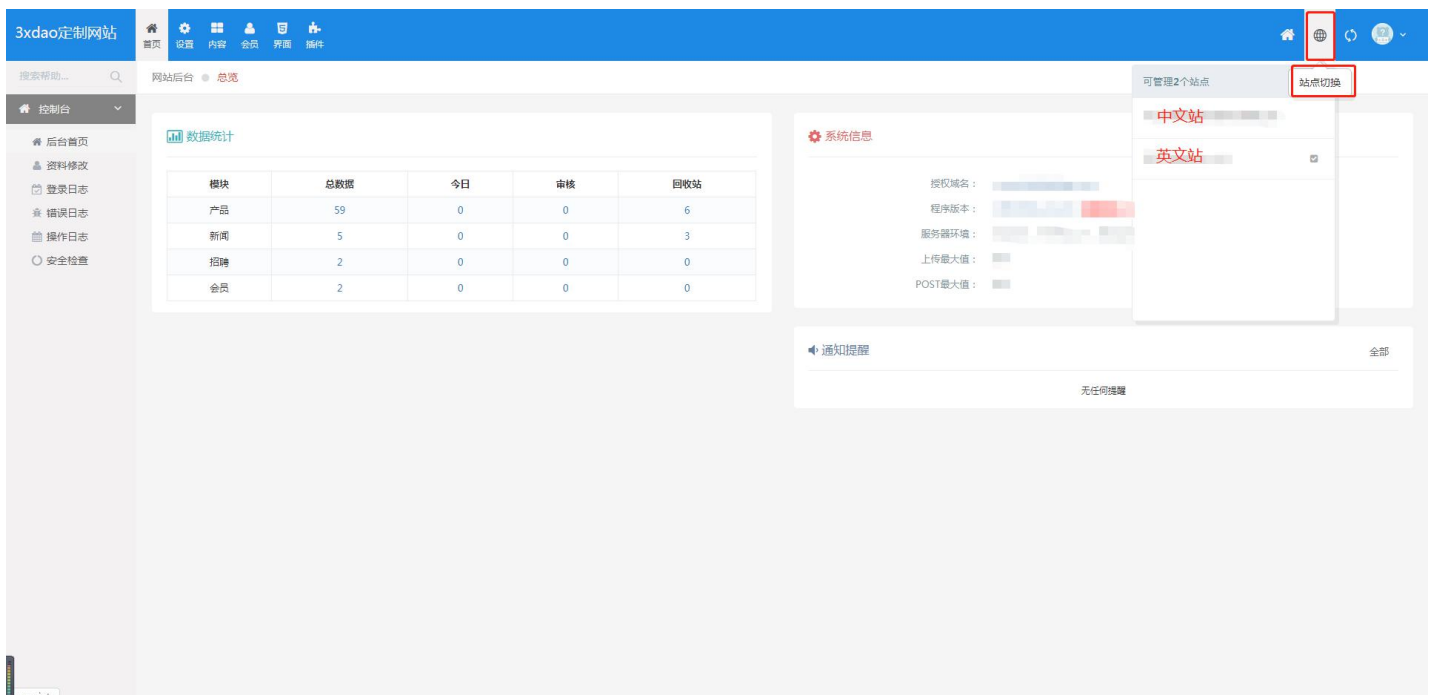 3xdao定制网站
首页 设置 内容 会员 界面 插件
搜索帮助...
网站后台 总览
控制台
后台首页
资料修改
登录日志
错误日志
操作日志
安全检查
数据统计
模块 总数据 今日 审核 回收站
产品 59 0 0 6
新闻 5 0 0 3
招聘 2 0 0 0
会员 2 0 0 0
系统信息
授权域名：
程序版本：
服务器环境：
上传最大值：
POST最大值：
可管理2个站点
站点切换
中文站
英文站
通知提醒 全部
无任何提醒